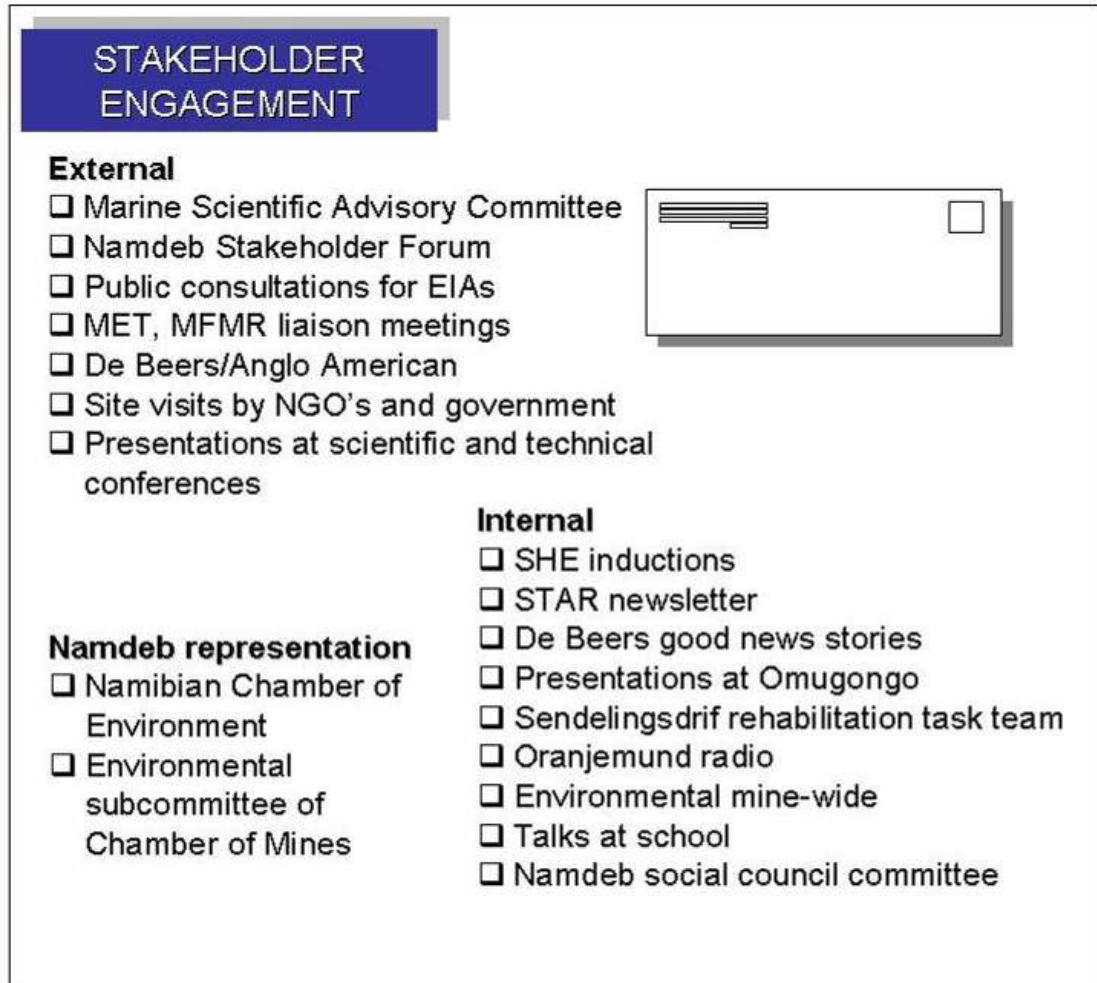 STAKEHOLDER
ENGAGEMENT
External
❑ Marine Scientific Advisory Committee
❑ Namdeb Stakeholder Forum
❑ Public consultations for EIAs
❑ MET, MFMR liaison meetings
❑ De Beers/Anglo American
❑ Site visits by NGO's and government
❑ Presentations at scientific and technical
conferences
Namdeb representation
❑ Namibian Chamber of
Environment
❑ Environmental
subcommittee of
Chamber of Mines
Internal
❑ SHE inductions
❑ STAR newsletter
❑ De Beers good news stories
❑ Presentations at Omugongo
❑ Sendelingsdrif rehabilitation task team
❑ Oranjemund radio
❑ Environmental mine-wide
❑ Talks at school
❑ Namdeb social council committee